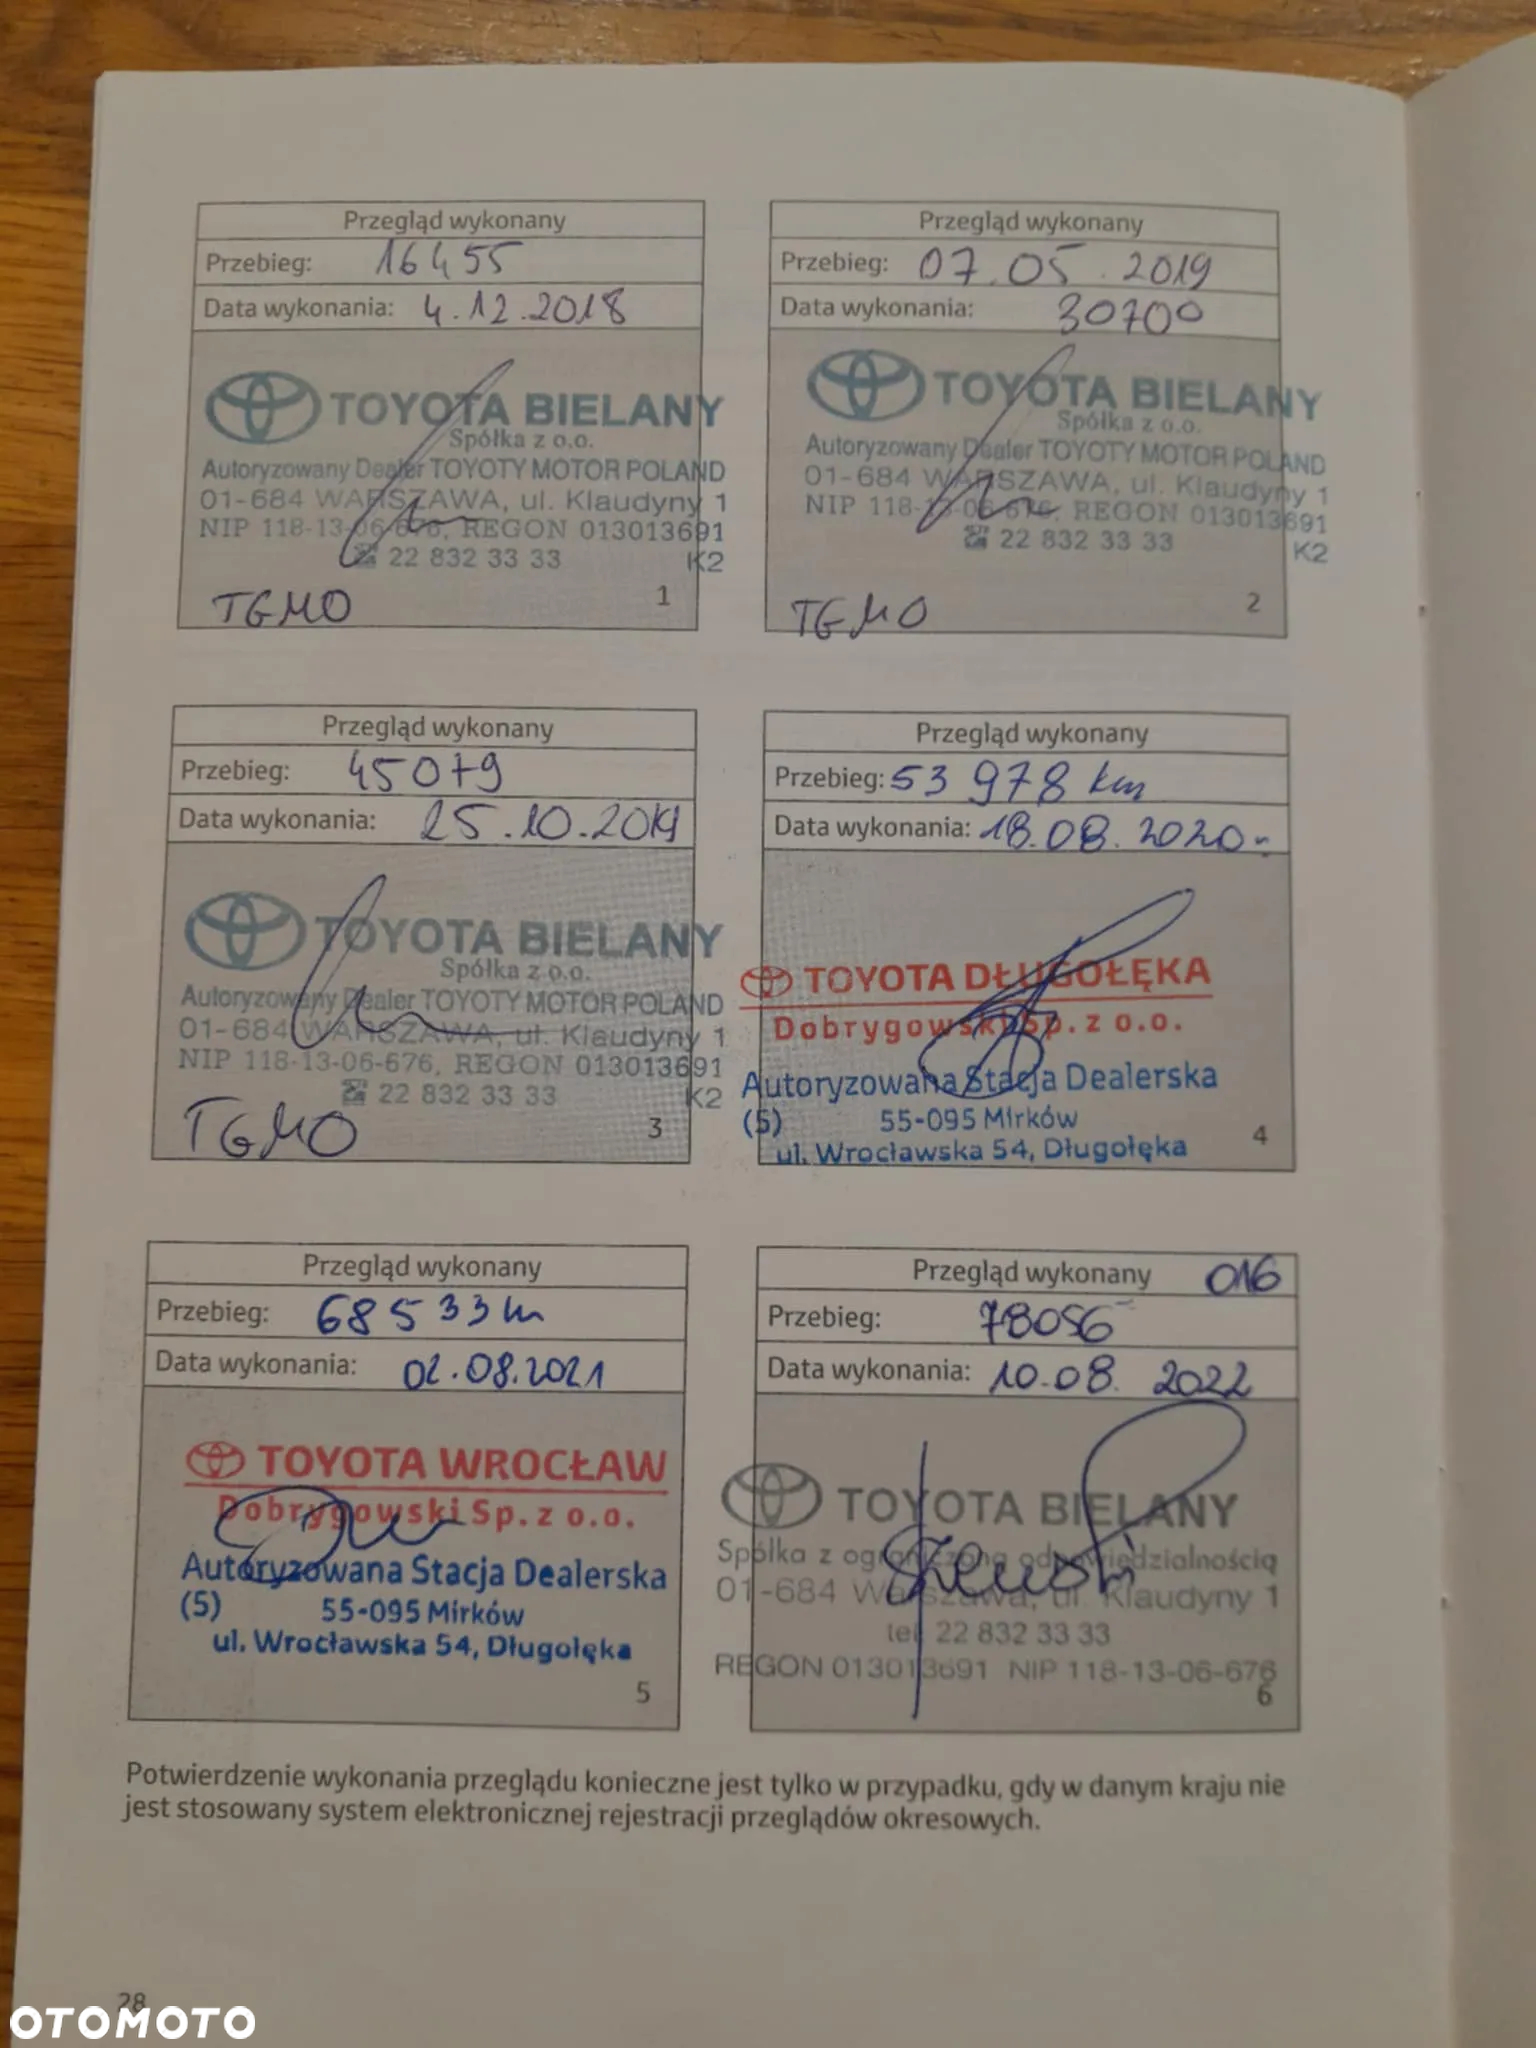 Przegląd wykonany
Przebieg: 16455
Data wykonania: 4.12.2018
TOYOTA BIELANY
Spółka z o.o.
Autoryzowany Dealer TOYOTY MOTOR POLAND
01-684 WARSZAWA, ul. Klaudyny 1
NIP 118-13-06-676, REGON 013013691
☎ 22 832 33 33 K2
TGMO 1
Przegląd wykonany
Przebieg: 07.05.2019
Data wykonania: 30700
TOYOTA BIELANY
Spółka z o.o.
Autoryzowany Dealer TOYOTY MOTOR POLAND
01-684 WARSZAWA, ul. Klaudyny 1
NIP 118-13-06-676, REGON 013013691
☎ 22 832 33 33 K2
TGMO 2
Przegląd wykonany
Przebieg: 45079
Data wykonania: 25.10.2019
TOYOTA BIELANY
Spółka z o.o.
Autoryzowany Dealer TOYOTY MOTOR POLAND
01-684 WARSZAWA, ul. Klaudyny 1
NIP 118-13-06-676, REGON 013013691
☎ 22 832 33 33 K2
TGMO 3
Przegląd wykonany
Przebieg: 53 978 km
Data wykonania: 18.08.2020
TOYOTA DŁUGOŁĘKA
Dobrygowski Sp. z o.o.
Autoryzowana Stacja Dealerska
(5) 55-095 Mirków
ul. Wrocławska 54, Długołęka
4
Przegląd wykonany
Przebieg: 68533
Data wykonania: 02.08.2021
TOYOTA WROCŁAW
Dobrygowski Sp. z o.o.
Autoryzowana Stacja Dealerska
(5) 55-095 Mirków
ul. Wrocławska 54, Długołęka
5
Przegląd wykonany 016
Przebieg: 78056
Data wykonania: 10.08.2022
TOYOTA BIELANY
Spółka z ograniczoną odpowiedzialnością
01-684 Warszawa, ul. Klaudyny 1
tel. 22 832 33 33
REGON 013013691 NIP 118-13-06-676
6
Potwierdzenie wykonania przeglądu konieczne jest tylko w przypadku, gdy w danym kraju nie
jest stosowany system elektronicznej rejestracji przeglądów okresowych.
28
OTOMOTO